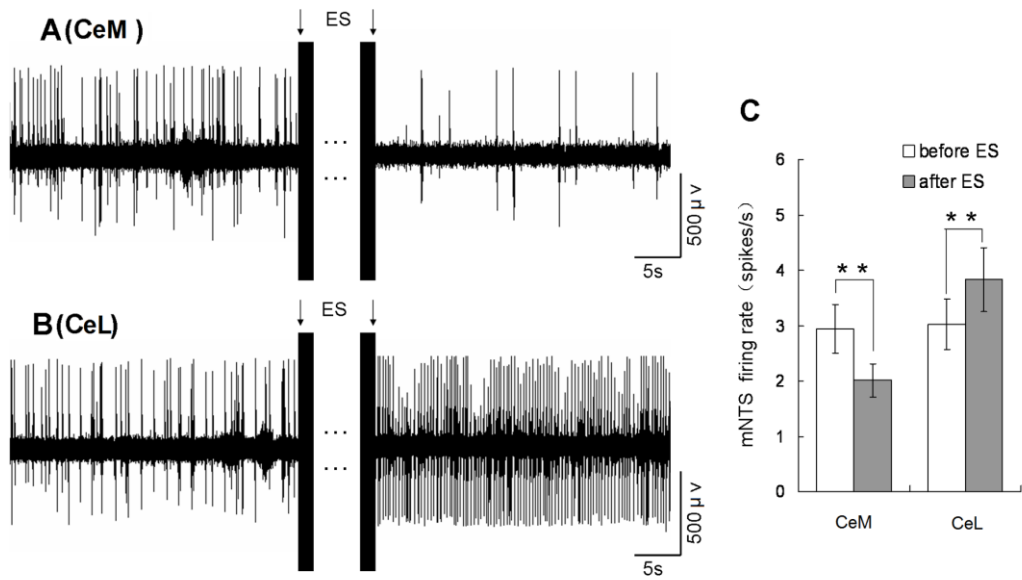 A (CeM )
ES
...
...
500 μ v
5s
B (CeL)
ES
...
...
500 μ v
5s
C
before ES
after ES
mNTS firing rate（spikes/s）
6
5
4
3
2
1
0
* *
* *
CeM
CeL